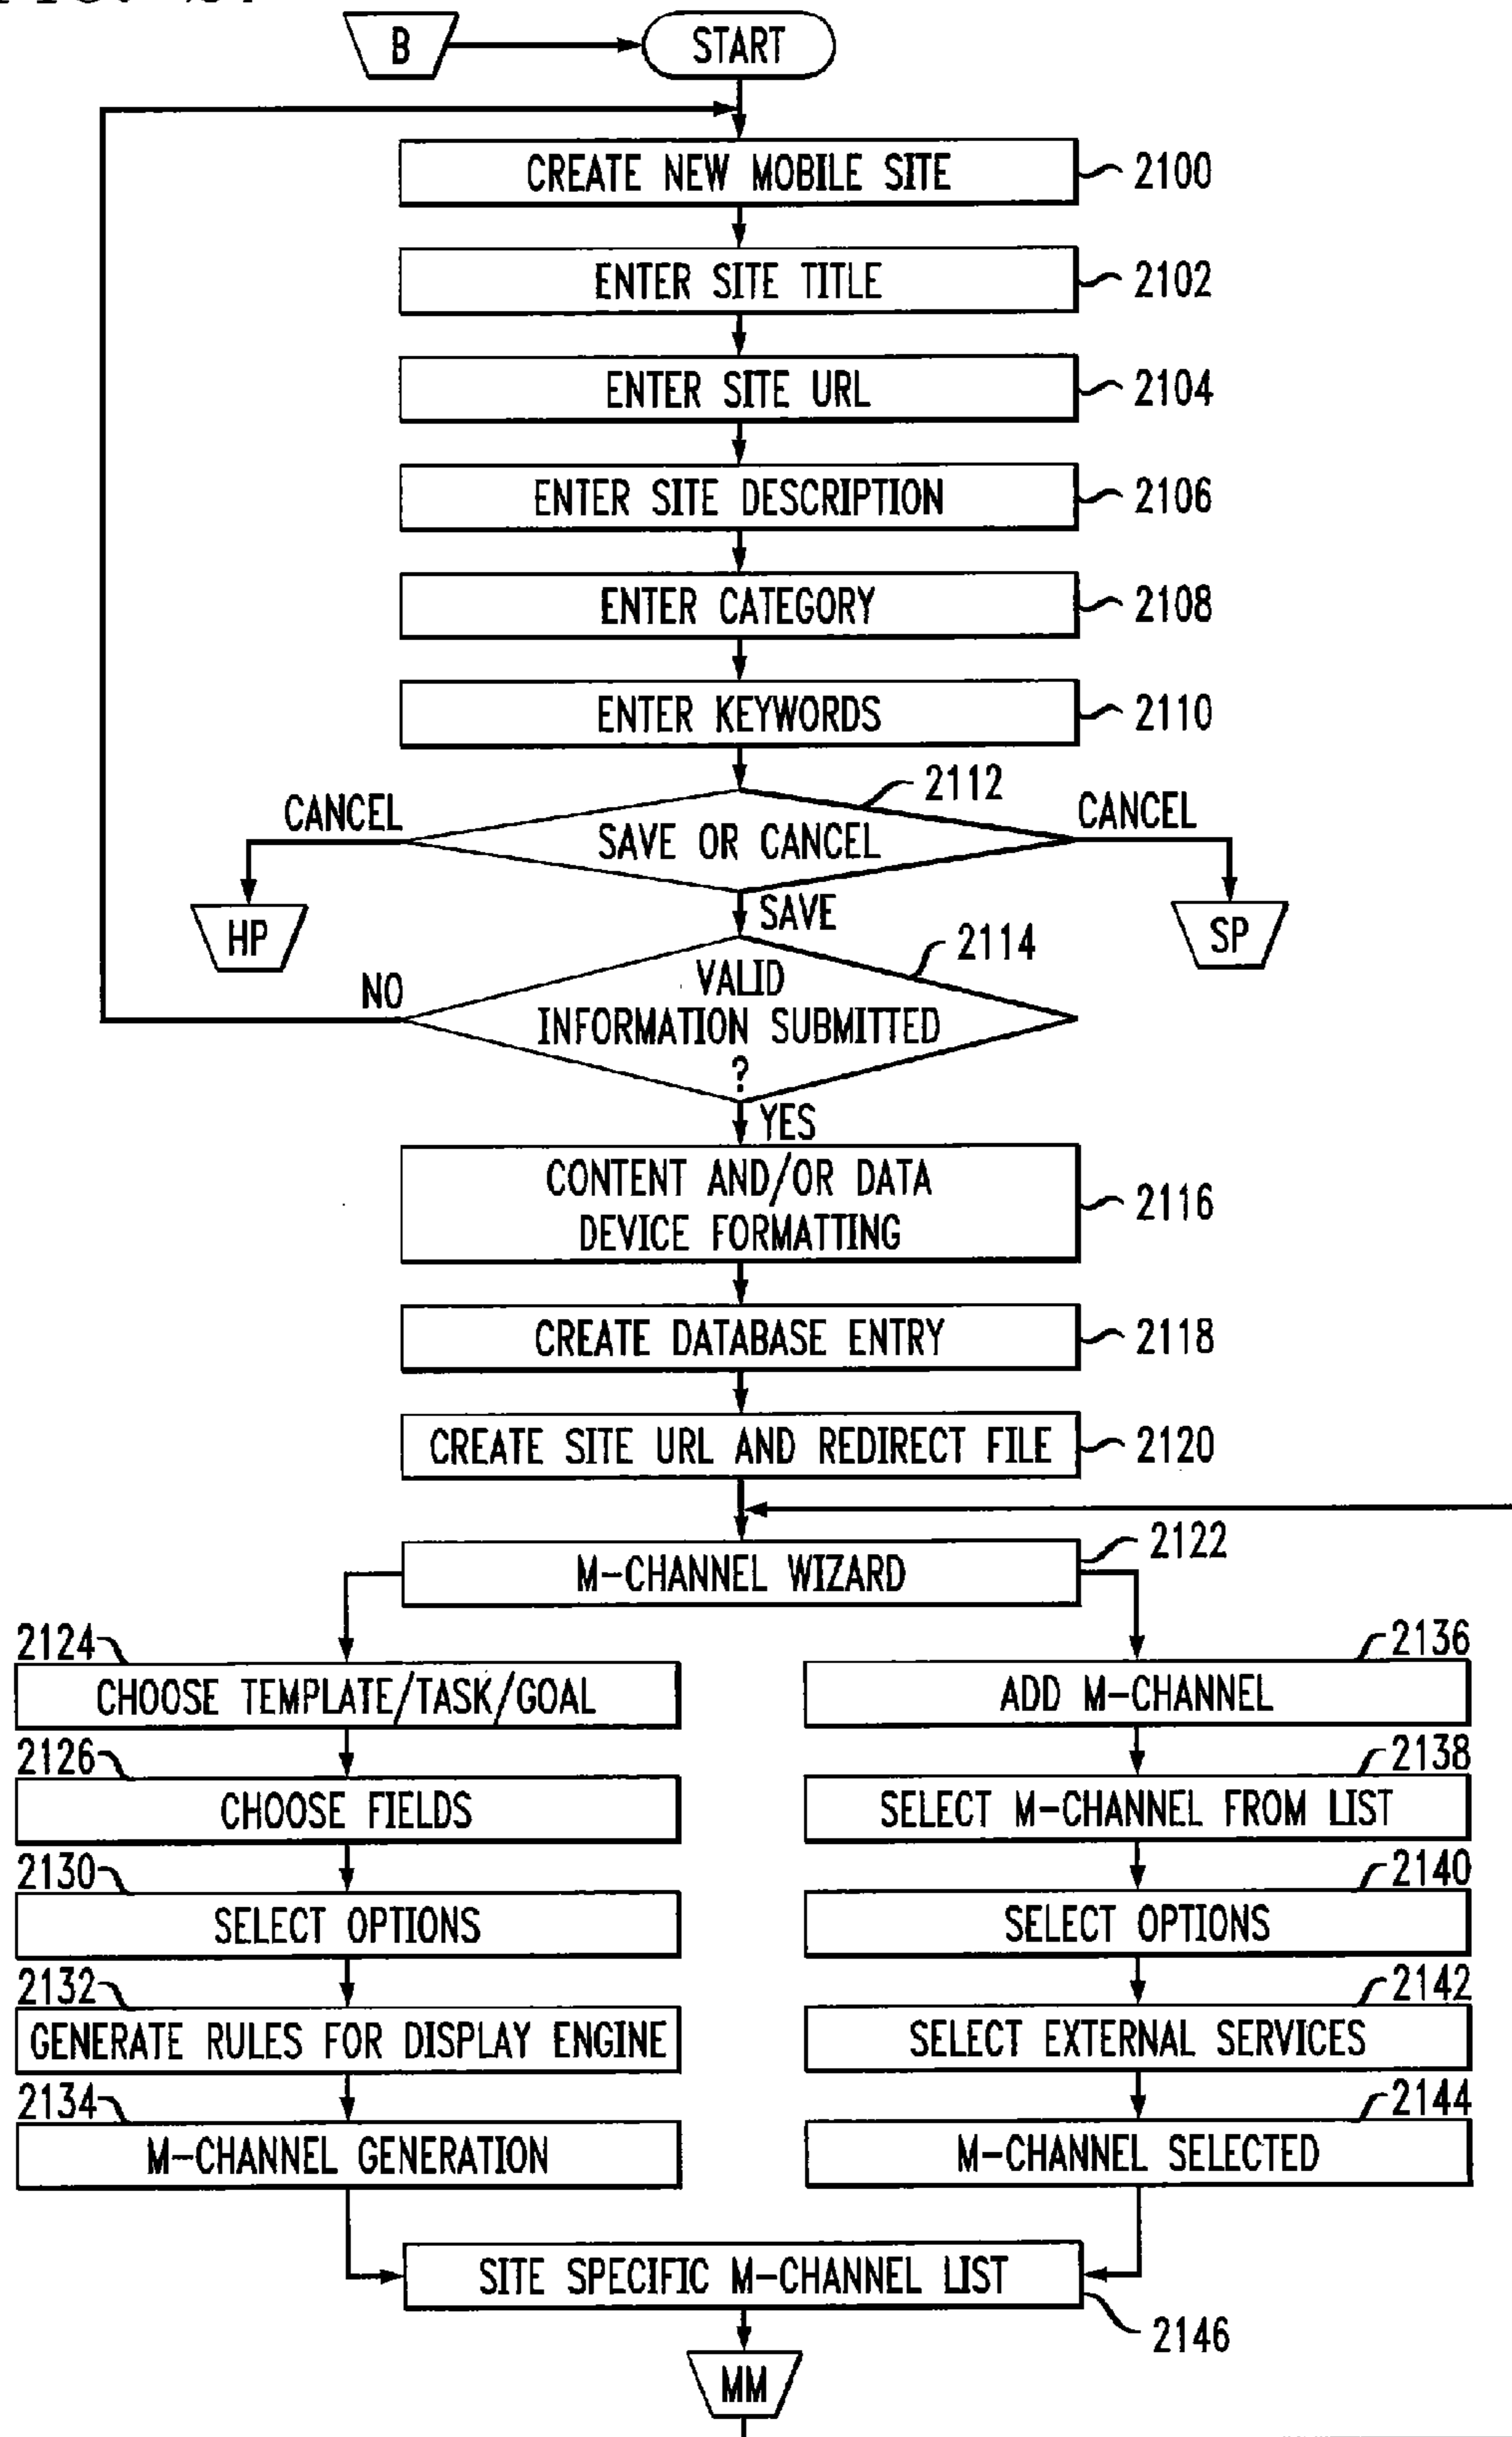 B
START
CREATE NEW MOBILE SITE
2100
ENTER SITE TITLE
2102
ENTER SITE URL
2104
ENTER SITE DESCRIPTION
2106
ENTER CATEGORY
2108
ENTER KEYWORDS
2110
2112
CANCEL
SAVE OR CANCEL
CANCEL
HP
SAVE
SP
2114
NO
VALID
INFORMATION SUBMITTED
?
YES
CONTENT AND/OR DATA
DEVICE FORMATTING
2116
CREATE DATABASE ENTRY
2118
CREATE SITE URL AND REDIRECT FILE
2120
M-CHANNEL WIZARD
2122
2124
CHOOSE TEMPLATE/TASK/GOAL
2126
CHOOSE FIELDS
2130
SELECT OPTIONS
2132
GENERATE RULES FOR DISPLAY ENGINE
2134
M-CHANNEL GENERATION
2136
ADD M-CHANNEL
2138
SELECT M-CHANNEL FROM LIST
2140
SELECT OPTIONS
2142
SELECT EXTERNAL SERVICES
2144
M-CHANNEL SELECTED
SITE SPECIFIC M-CHANNEL LIST
2146
MM